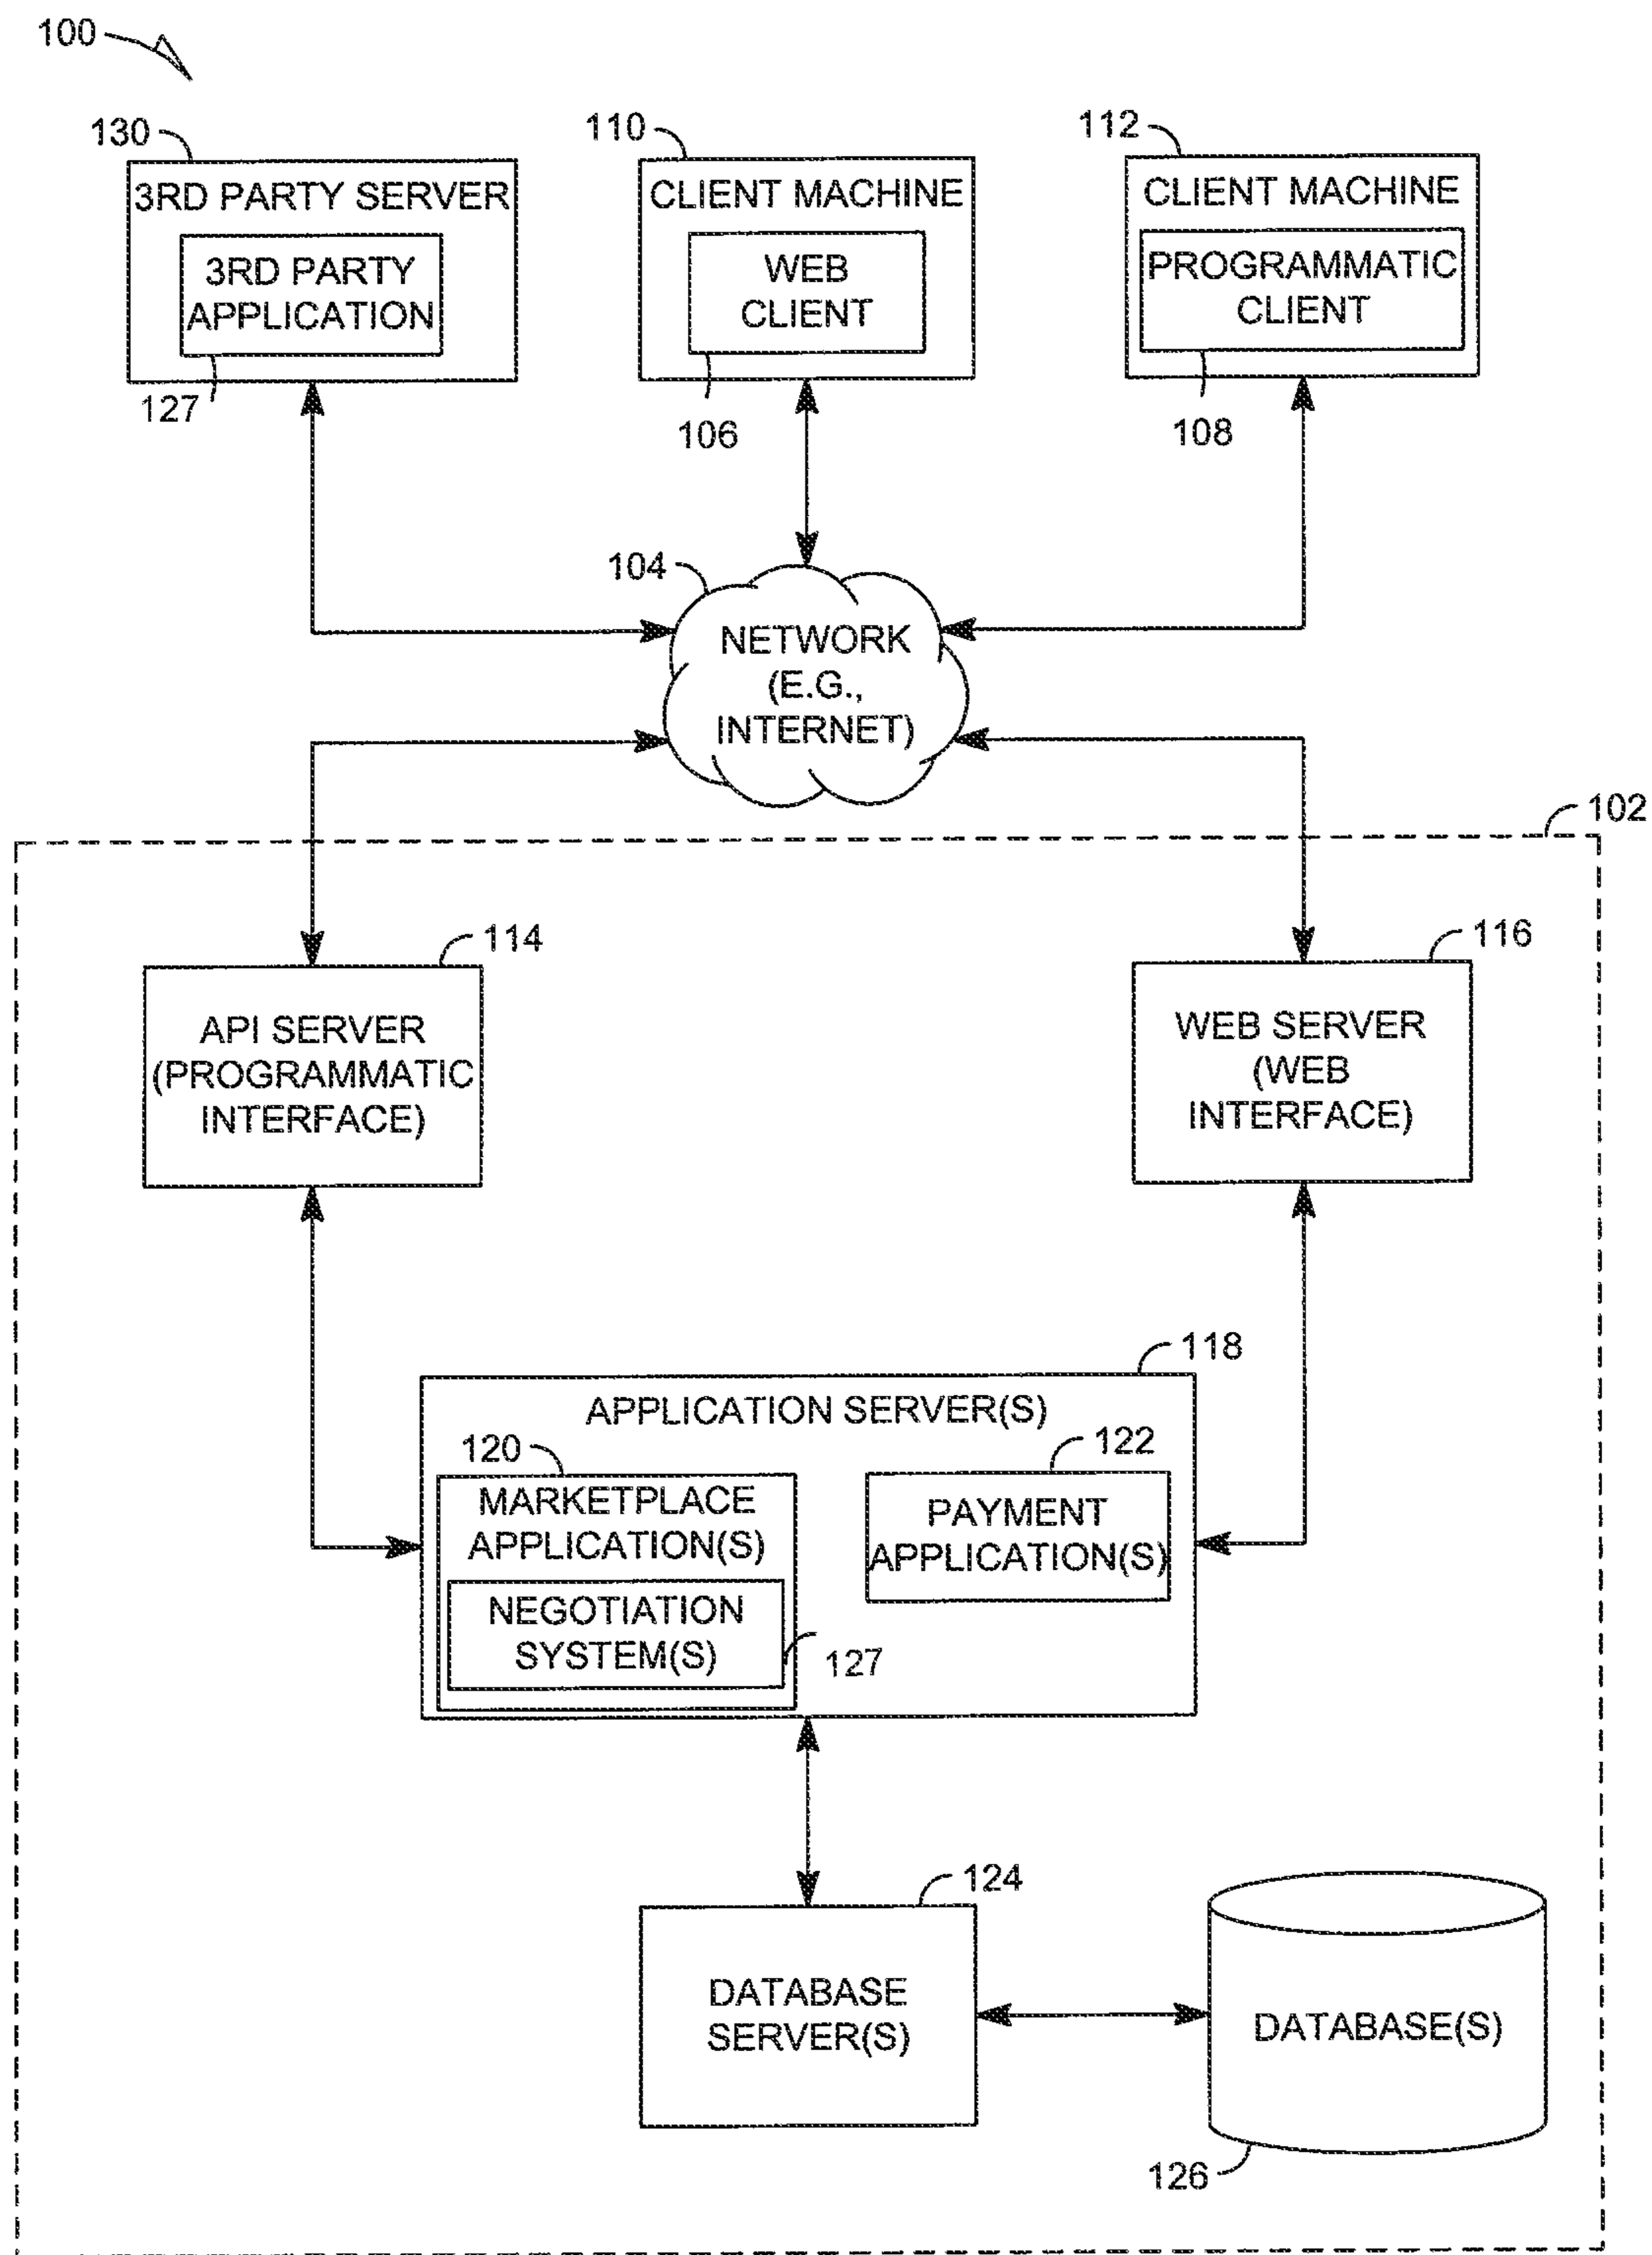 100
130
110
112
3RD PARTY SERVER
3RD PARTY
APPLICATION
127
CLIENT MACHINE
WEB
CLIENT
106
CLIENT MACHINE
PROGRAMMATIC
CLIENT
108
104
NETWORK
(E.G.,
INTERNET)
102
114
API SERVER
(PROGRAMMATIC
INTERFACE)
116
WEB SERVER
(WEB
INTERFACE)
118
APPLICATION SERVER(S)
120
MARKETPLACE
APPLICATION(S)
NEGOTIATION
SYSTEM(S)
127
122
PAYMENT
APPLICATION(S)
124
DATABASE
SERVER(S)
DATABASE(S)
126